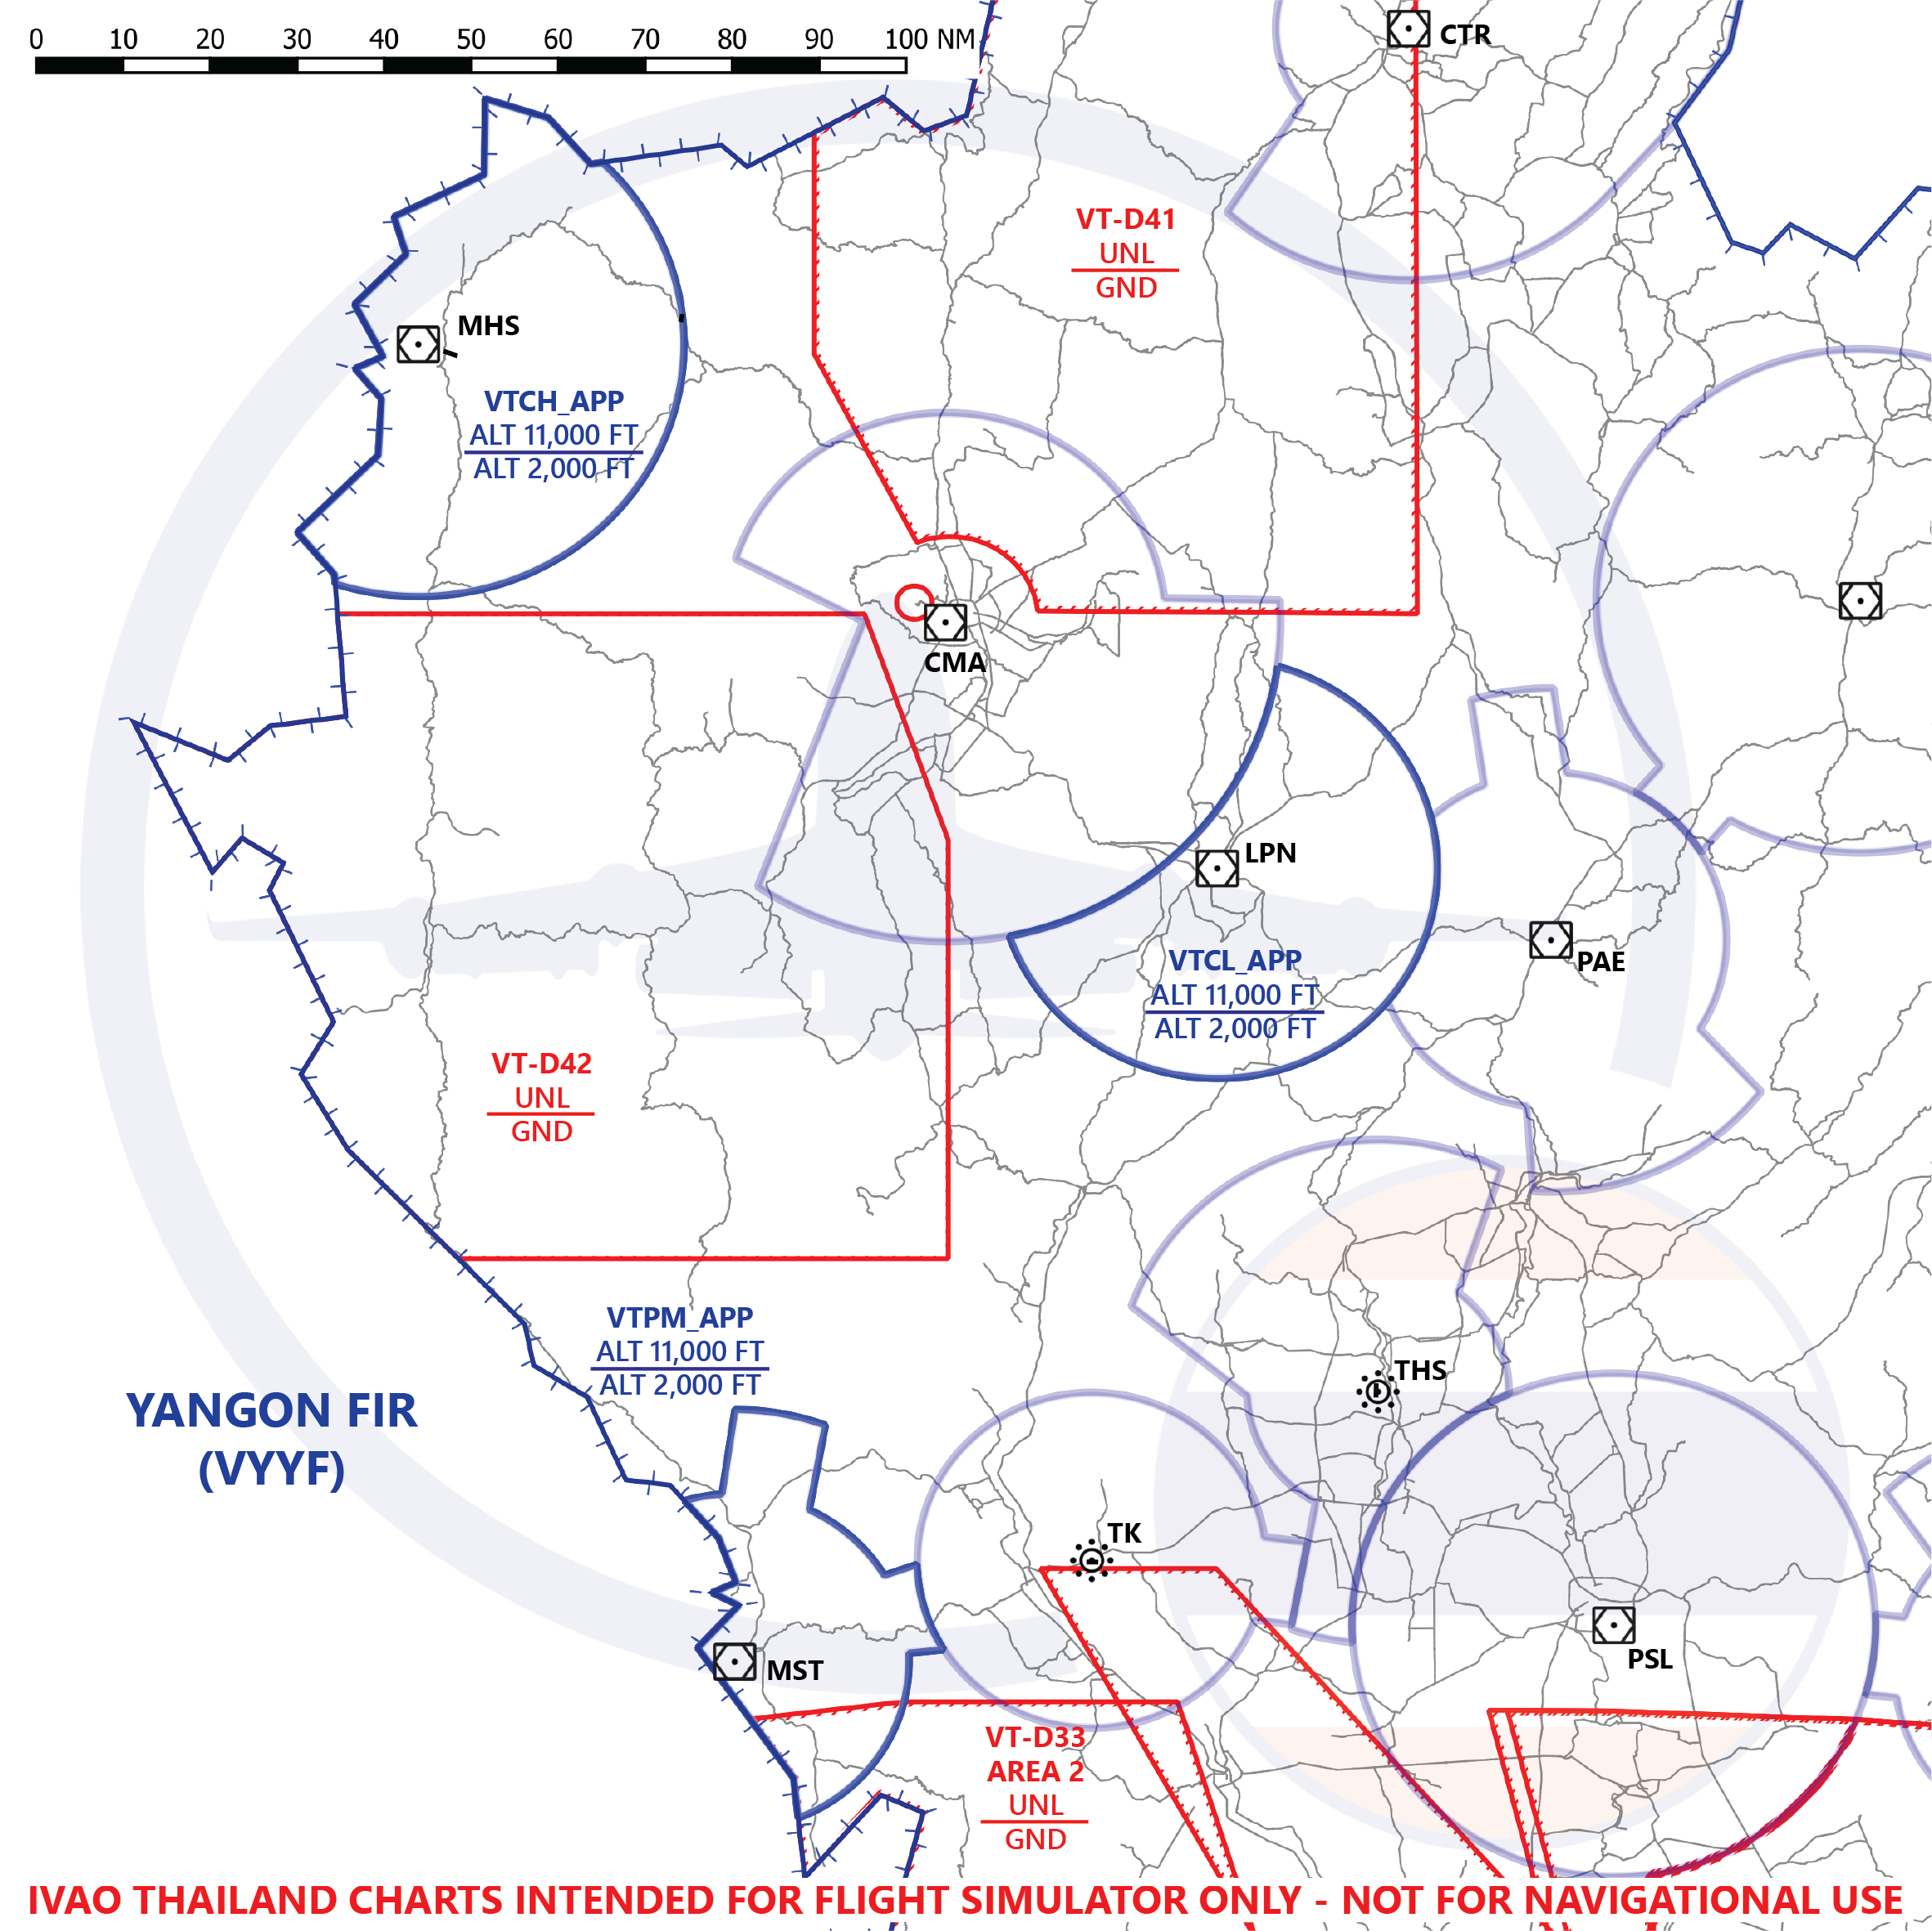 0 10 20 30 40 50 60 70 80 90 100 NM
CTR
VT-D41
UNL
GND
MHS
VTCH_APP
ALT 11,000 FT
ALT 2,000 FT
CMA
LPN
VTCL_APP
ALT 11,000 FT
ALT 2,000 FT
PAE
VT-D42
UNL
GND
VTPM_APP
ALT 11,000 FT
ALT 2,000 FT
YANGON FIR
(VYYF)
THS
TK
MST
PSL
VT-D33
AREA 2
UNL
GND
IVAO THAILAND CHARTS INTENDED FOR FLIGHT SIMULATOR ONLY - NOT FOR NAVIGATIONAL USE